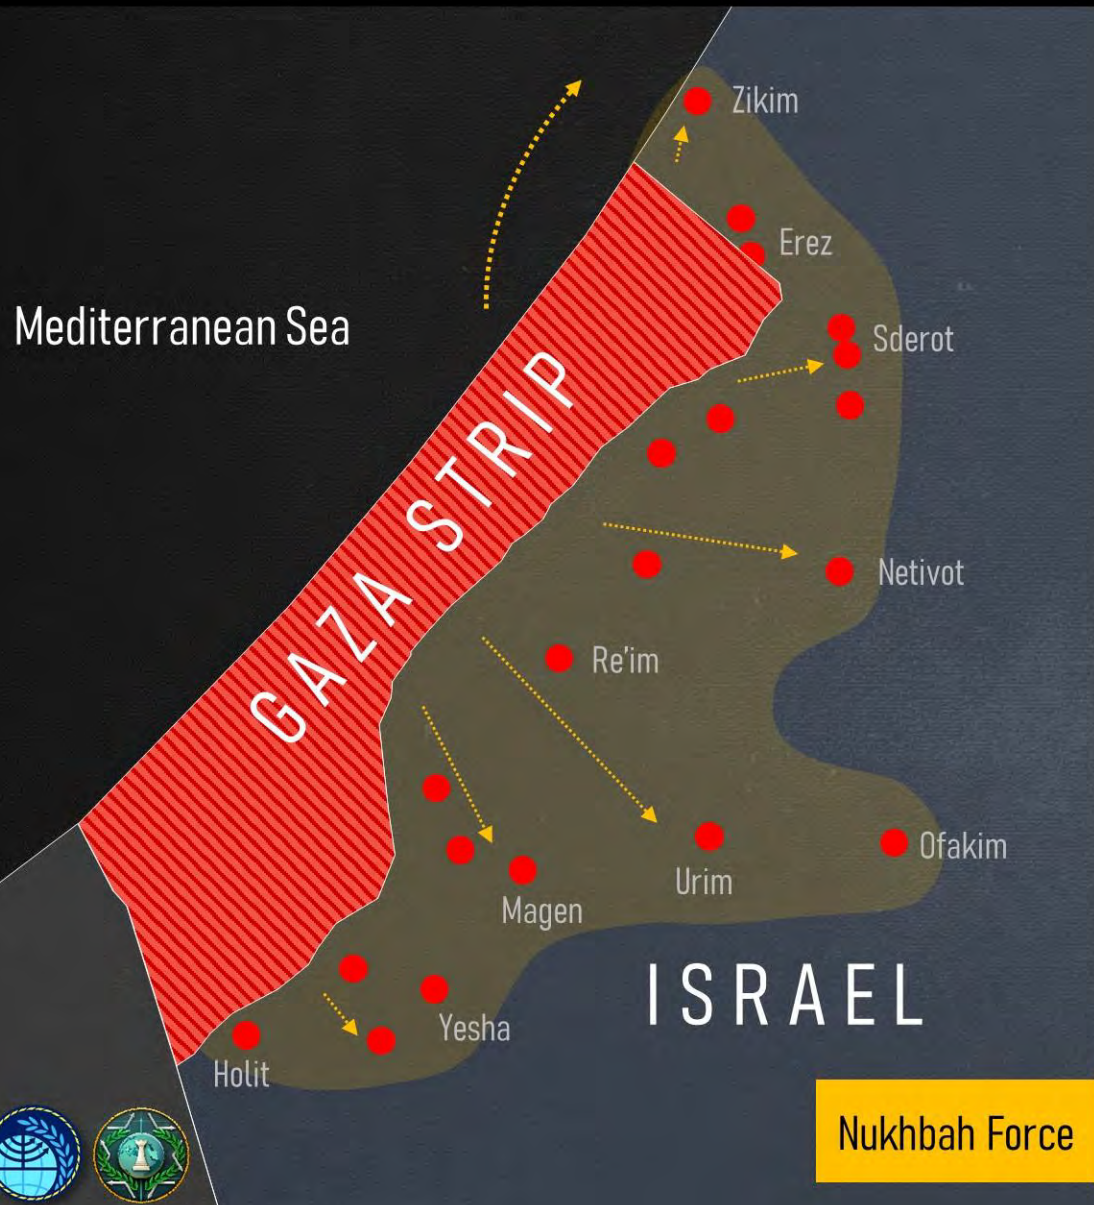 Zikim
Erez
Mediterranean Sea
Sderot
GAZA STRIP
Netivot
Re'im
Ofakim
Urim
Magen
ISRAEL
Yesha
Holit
Nukhbah Force